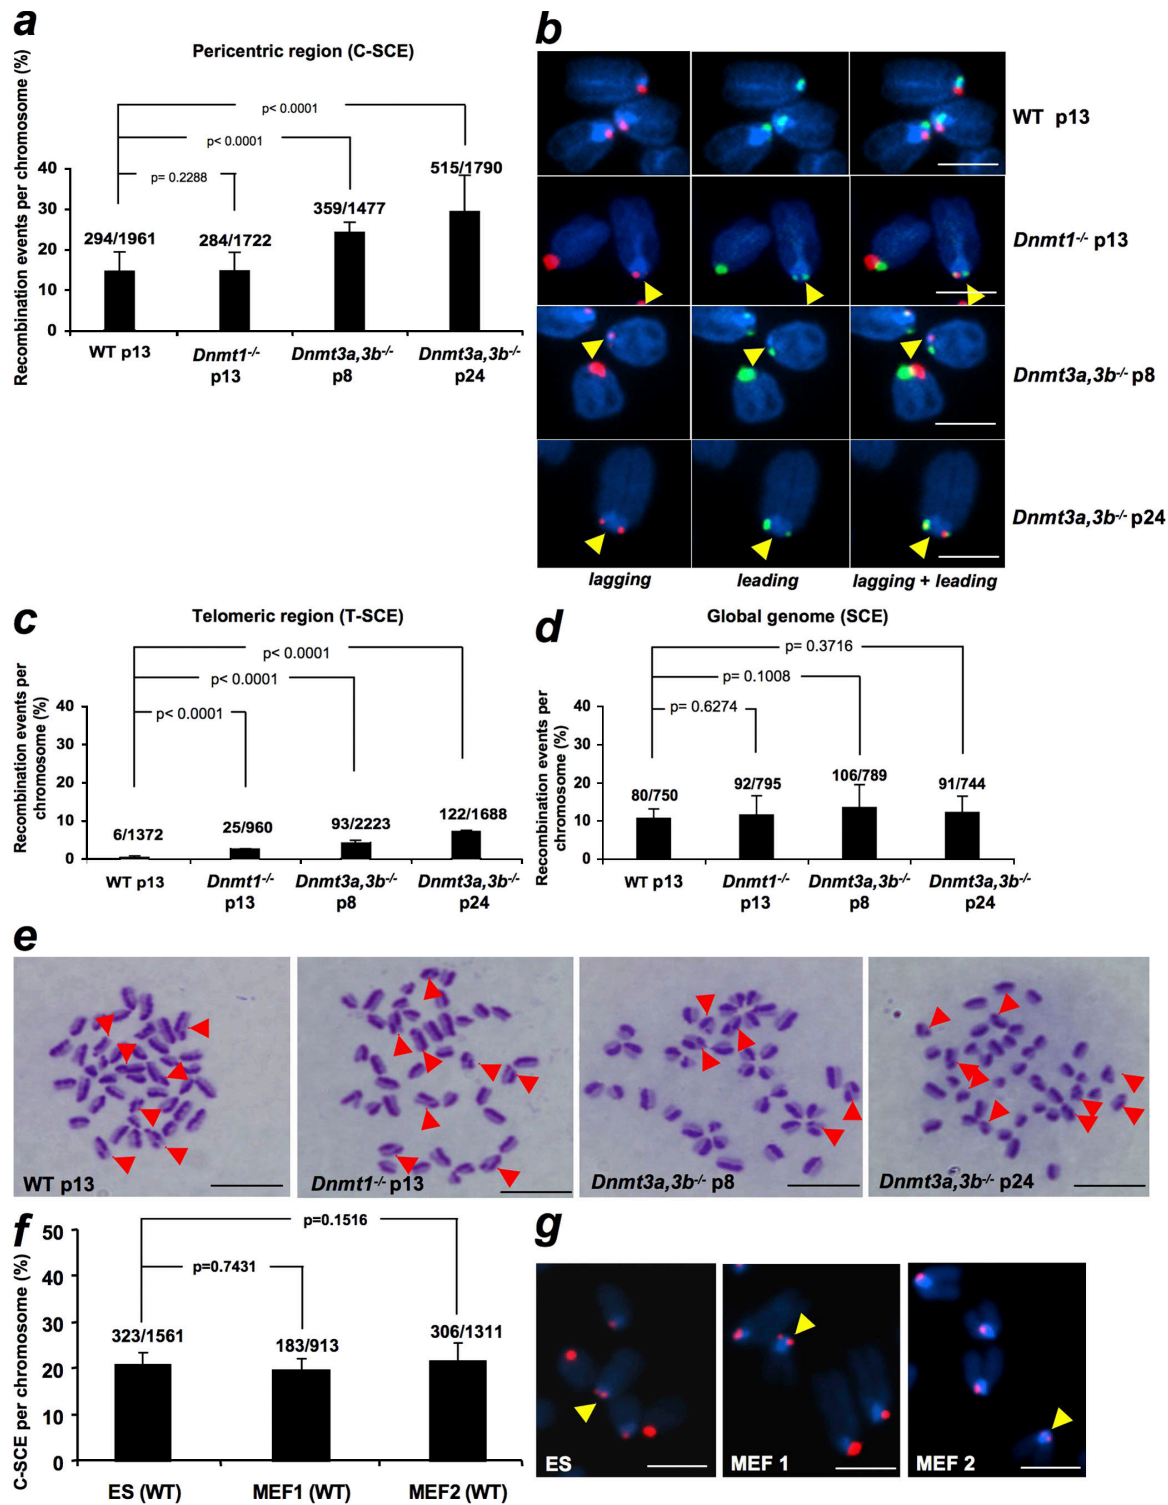 a
Pericentric region (C-SCE)
Recombination events per chromosome (%)
p< 0.0001
p< 0.0001
p= 0.2288
40
30
20
10
0
294/1961
284/1722
359/1477
515/1790
WT p13
Dnmt1-/- p13
Dnmt3a,3b-/- p8
Dnmt3a,3b-/- p24
b
WT p13
Dnmt1-/- p13
Dnmt3a,3b-/- p8
Dnmt3a,3b-/- p24
lagging
leading
lagging + leading
c
Telomeric region (T-SCE)
Recombination events per chromosome (%)
p< 0.0001
p< 0.0001
p< 0.0001
40
30
20
10
0
6/1372
25/960
93/2223
122/1688
WT p13
Dnmt1-/- p13
Dnmt3a,3b-/- p8
Dnmt3a,3b-/- p24
d
Global genome (SCE)
Recombination events per chromosome (%)
p= 0.3716
p= 0.1008
p= 0.6274
40
30
20
10
0
80/750
92/795
106/789
91/744
WT p13
Dnmt1-/- p13
Dnmt3a,3b-/- p8
Dnmt3a,3b-/- p24
e
WT p13
Dnmt1-/- p13
Dnmt3a,3b-/- p8
Dnmt3a,3b-/- p24
f
C-SCE per chromosome (%)
p=0.1516
p=0.7431
50
40
30
20
10
0
323/1561
183/913
306/1311
ES (WT)
MEF1 (WT)
MEF2 (WT)
g
ES
MEF 1
MEF 2